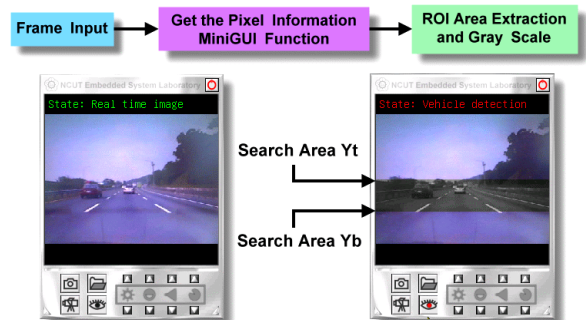 Frame Input
Get the Pixel Information
MiniGUI Function
ROI Area Extraction
and Gray Scale
NCUT Embedded System Laboratory
State: Real time image
NCUT Embedded System Laboratory
State: Vehicle detection
Search Area Yt
Search Area Yb